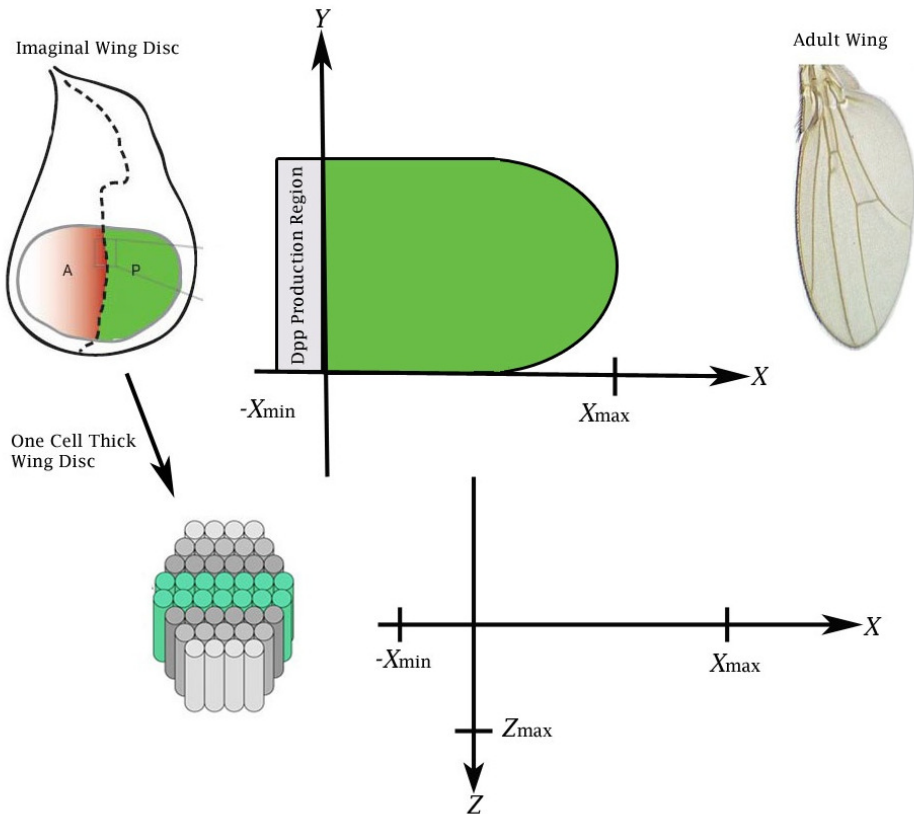 Imaginal Wing Disc
Y
Adult Wing
A
P
Dpp Production Region
X
-Xmin
Xmax
One Cell Thick
Wing Disc
X
-Xmin
Xmax
Zmax
Z